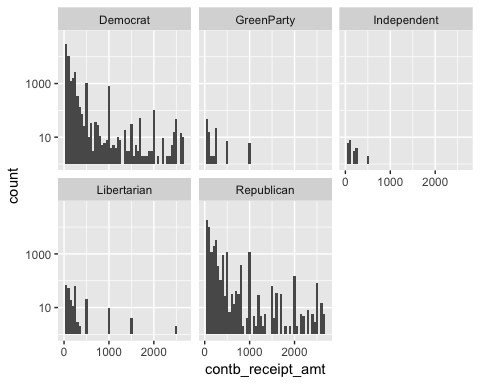 Democrat GreenParty Independent
1000
10
count
0 1000 2000
Libertarian Republican
1000
10
0 1000 2000 0 1000 2000
contb_receipt_amt